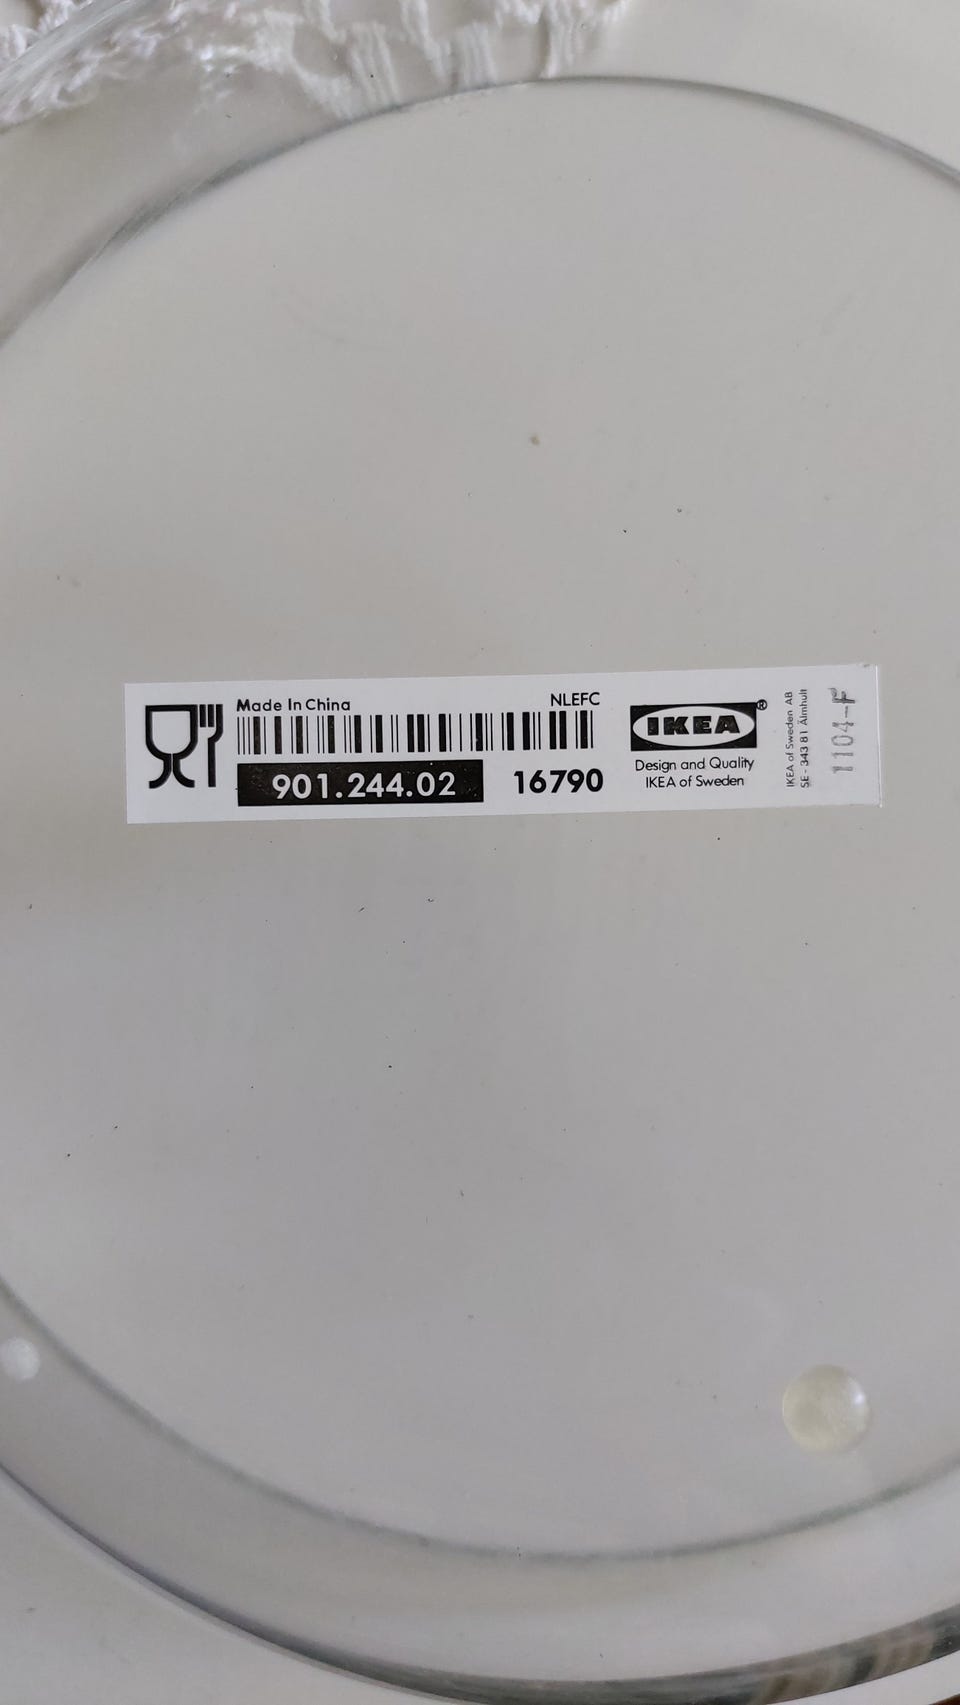 Made In China
NLEFC
901.244.02
16790
IKEA®
Design and Quality
IKEA of Sweden
IKEA of Sweden AB
SE - 343 81 Älmhult
1104-F